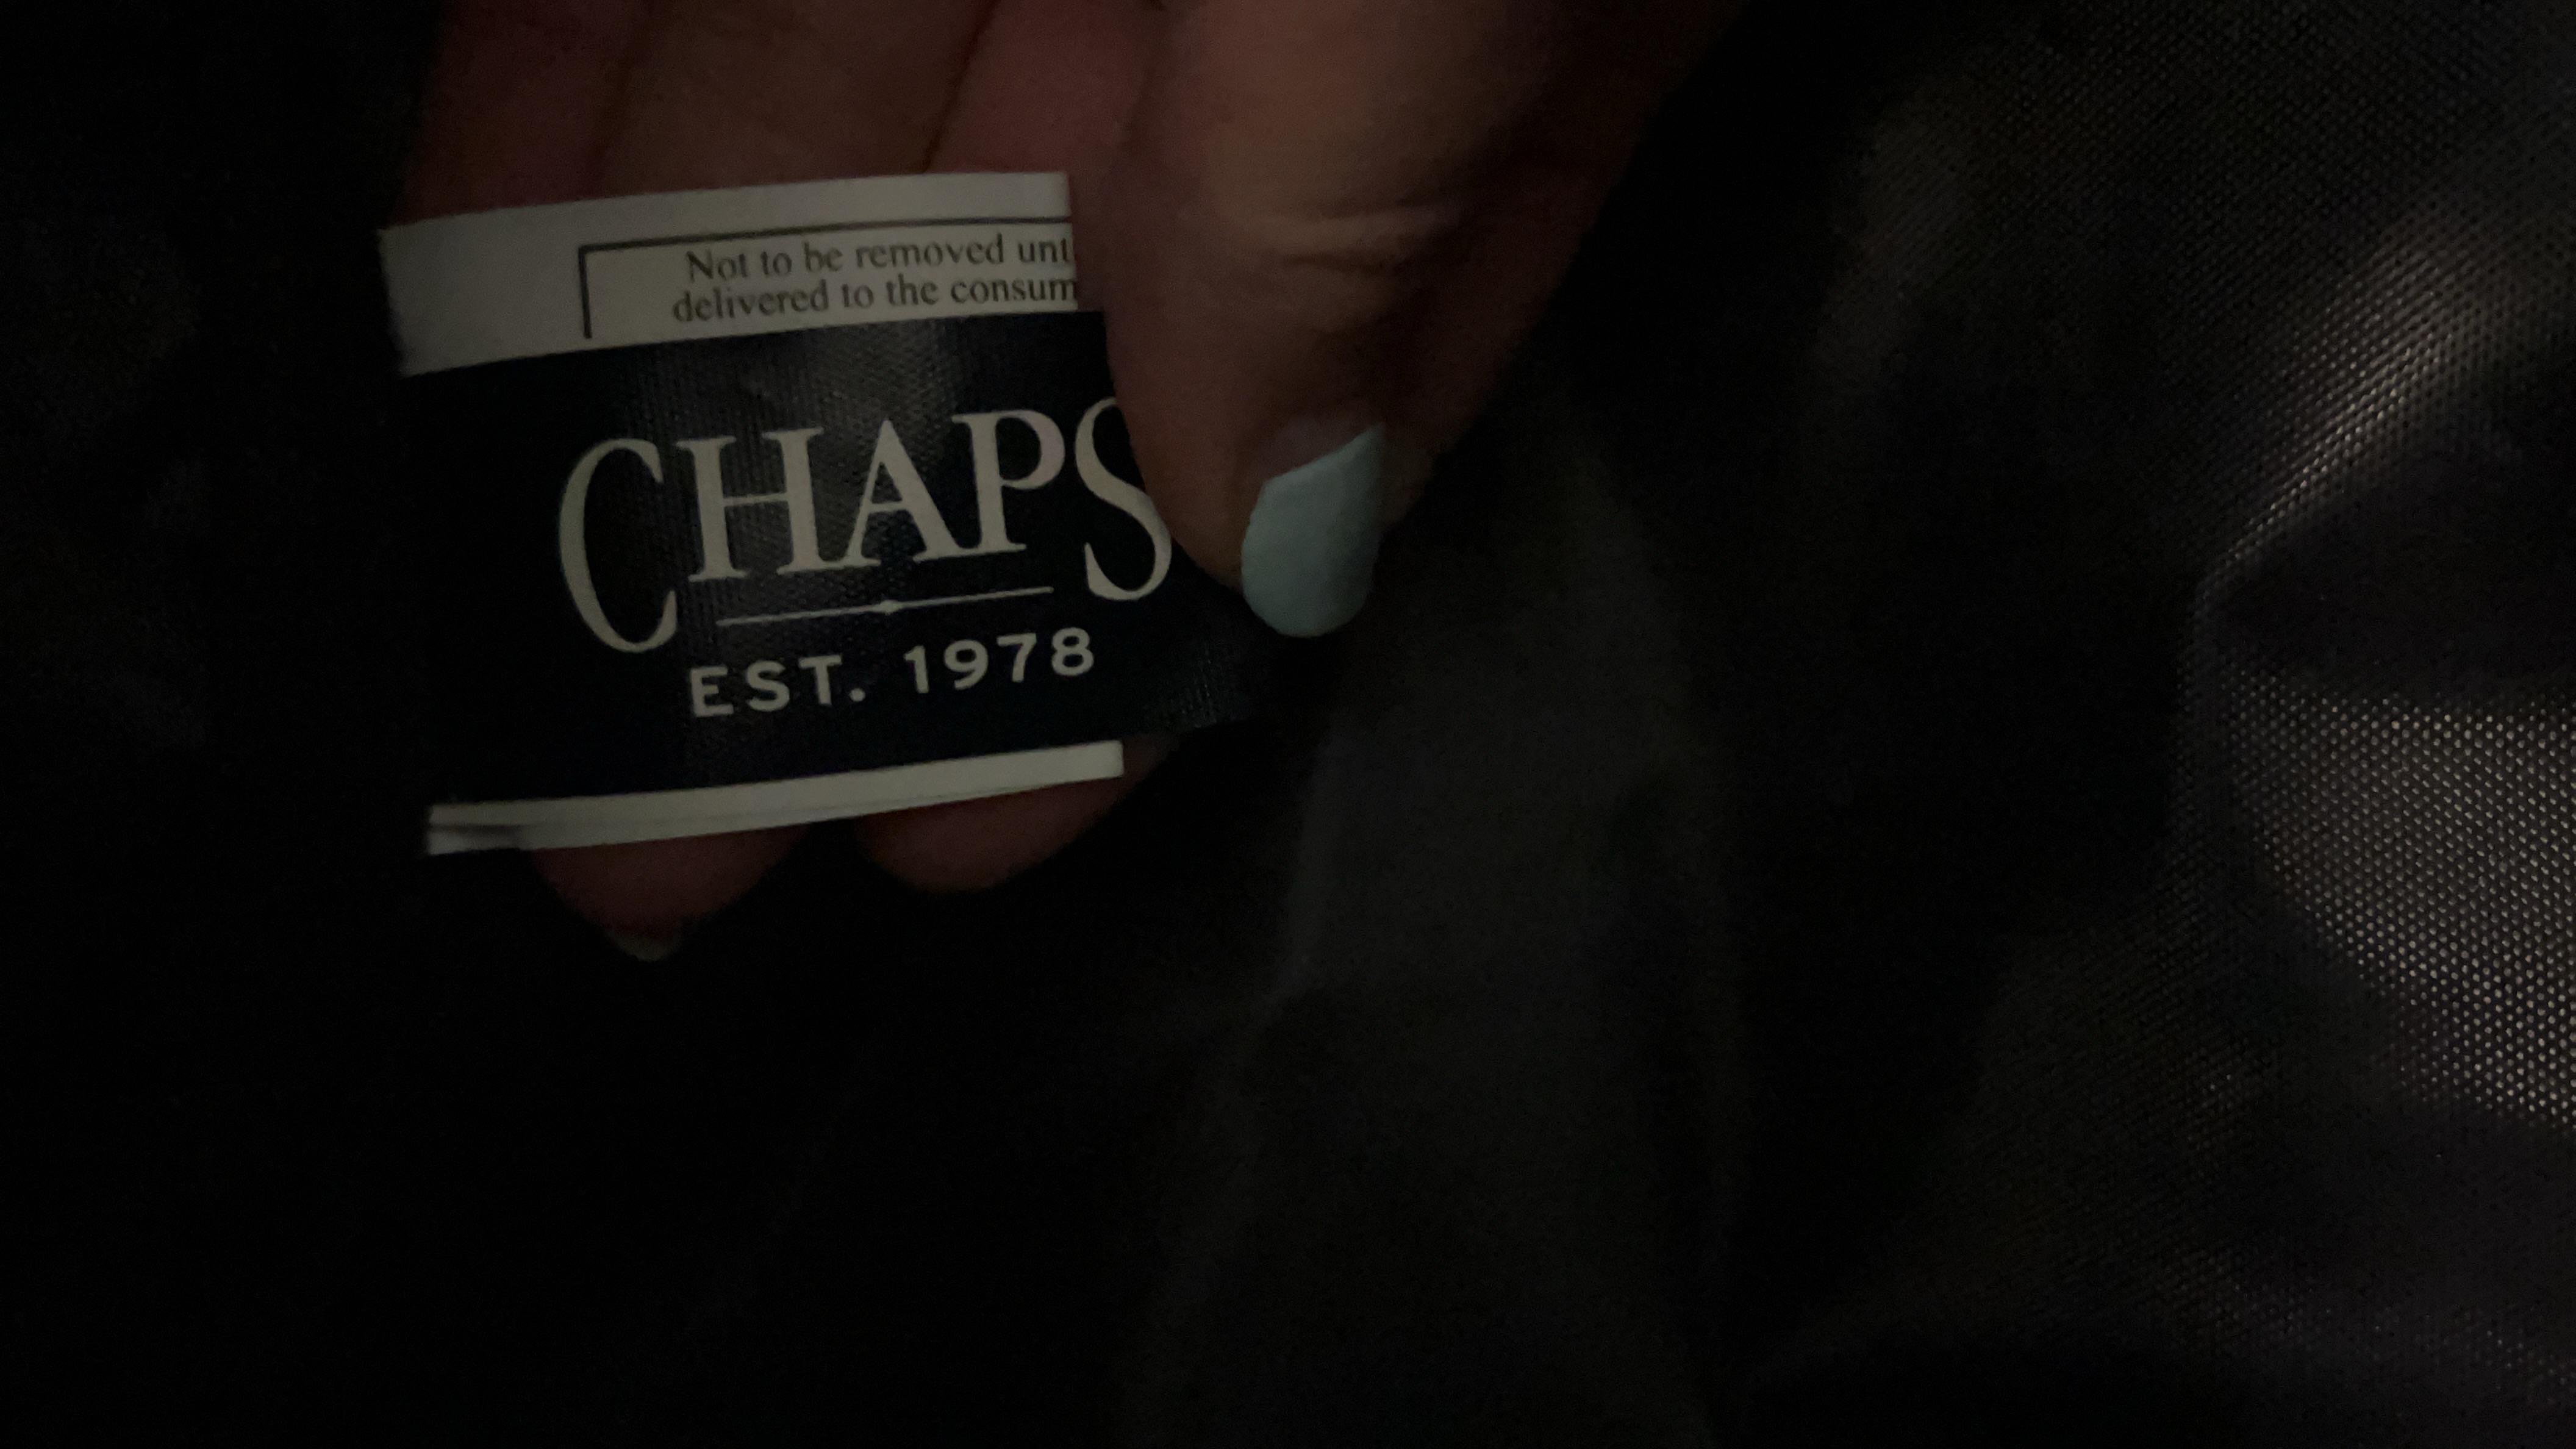 Not to be removed unt
delivered to the consum
CHAPS
EST. 1978